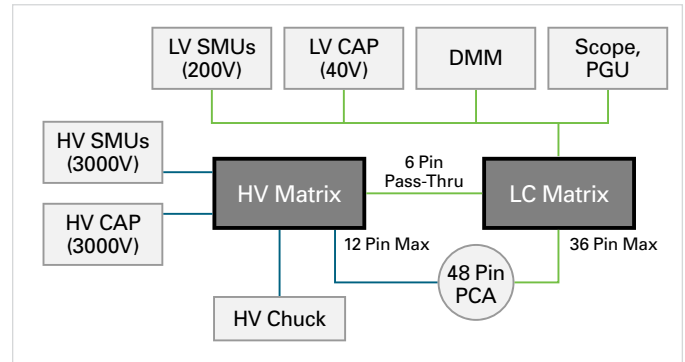 LV SMUs
(200V)
LV CAP
(40V)
DMM
Scope,
PGU
HV SMUs
(3000V)
HV CAP
(3000V)
HV Matrix
6 Pin
Pass-Thru
LC Matrix
12 Pin Max
36 Pin Max
48 Pin
PCA
HV Chuck